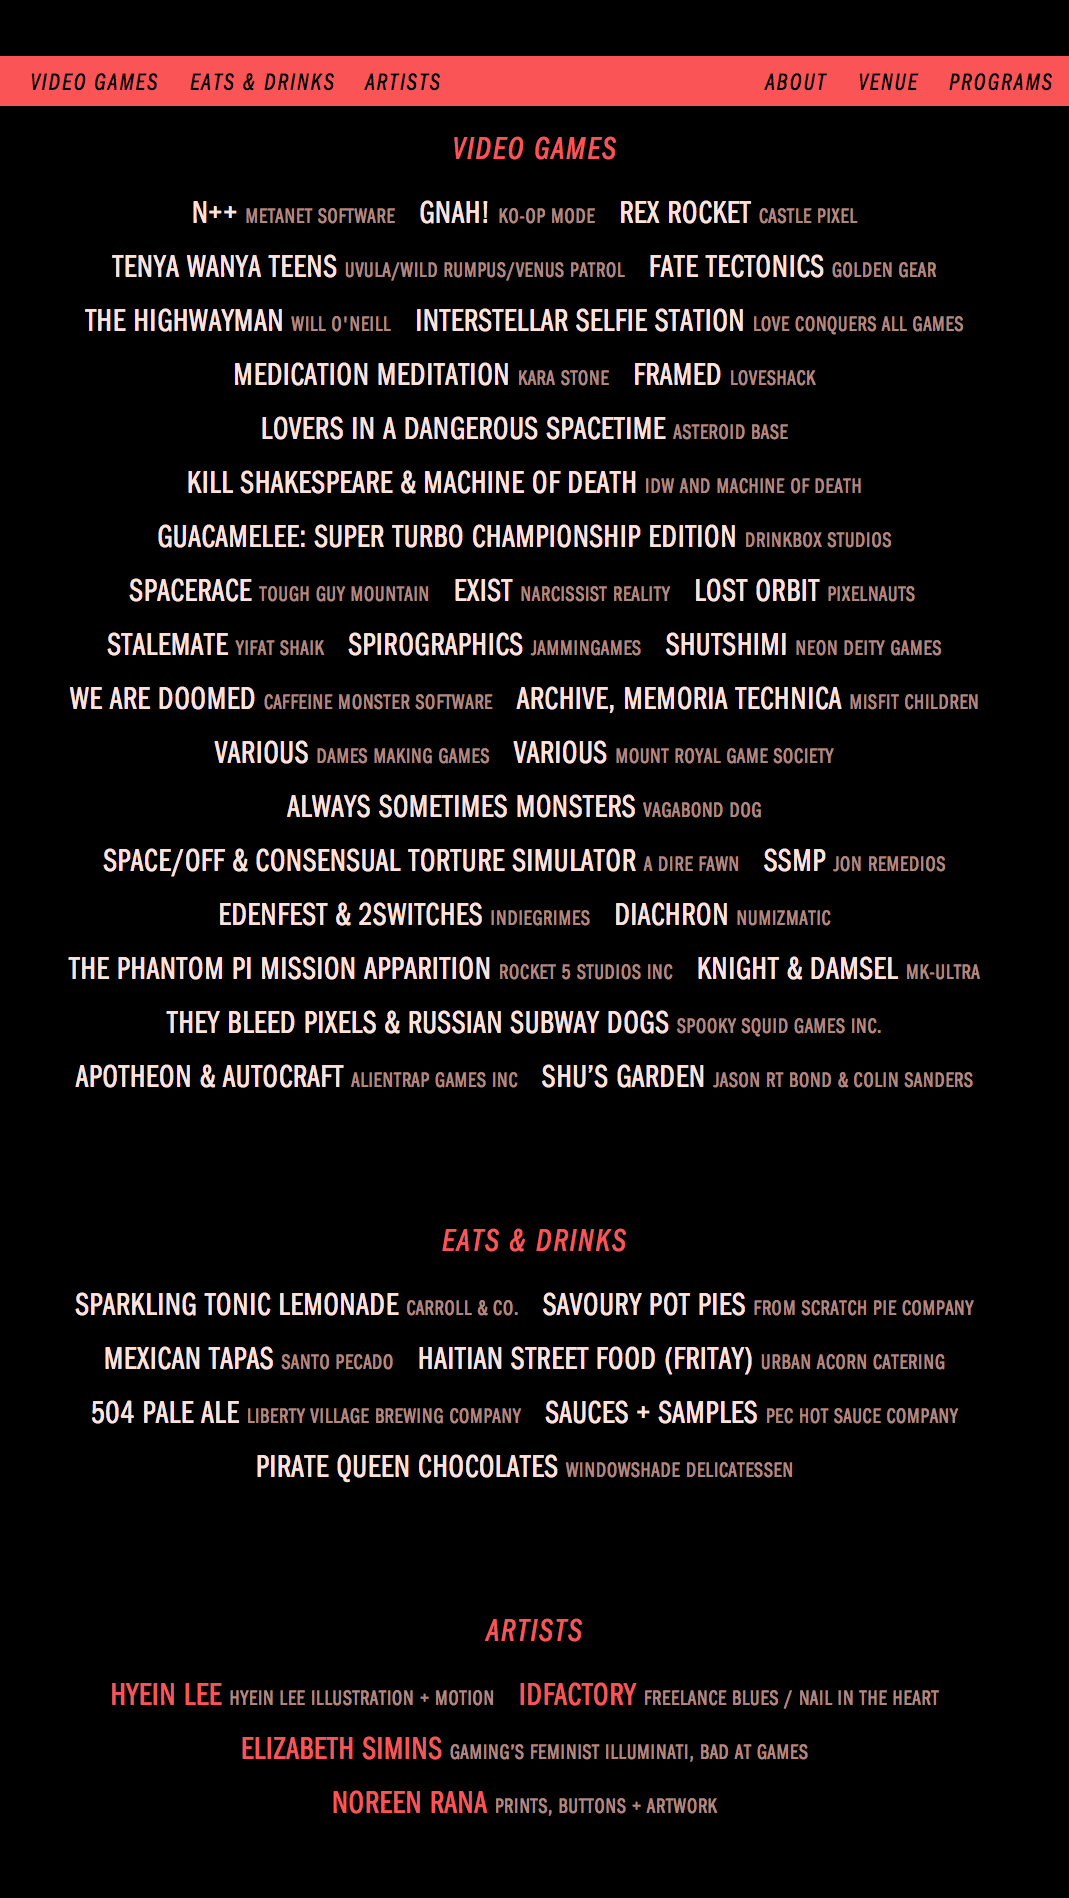 VIDEO GAMES EATS & DRINKS ARTISTS ABOUT VENUE PROGRAMS
VIDEO GAMES
N++ METANET SOFTWARE GNAH! KO-OP MODE REX ROCKET CASTLE PIXEL
TENYA WANYA TEENS UVULA/WILD RUMPUS/VENUS PATROL FATE TECTONICS GOLDEN GEAR
THE HIGHWAYMAN WILL O'NEILL INTERSTELLAR SELFIE STATION LOVE CONQUERS ALL GAMES
MEDICATION MEDITATION KARA STONE FRAMED LOVESHACK
LOVERS IN A DANGEROUS SPACETIME ASTEROID BASE
KILL SHAKESPEARE & MACHINE OF DEATH IDW AND MACHINE OF DEATH
GUACAMELEE: SUPER TURBO CHAMPIONSHIP EDITION DRINKBOX STUDIOS
SPACERACE TOUGH GUY MOUNTAIN EXIST NARCISSIST REALITY LOST ORBIT PIXELNAUTS
STALEMATE YIFAT SHAIK SPIROGRAPHICS JAMMINGAMES SHUTSHIMI NEON DEITY GAMES
WE ARE DOOMED CAFFEINE MONSTER SOFTWARE ARCHIVE, MEMORIA TECHNICA MISFIT CHILDREN
VARIOUS DAMES MAKING GAMES VARIOUS MOUNT ROYAL GAME SOCIETY
ALWAYS SOMETIMES MONSTERS VAGABOND DOG
SPACE/OFF & CONSENSUAL TORTURE SIMULATOR A DIRE FAWN SSMP JON REMEDIOS
EDENFEST & 2SWITCHES INDIEGRIMES DIACHRON NUMIZMATIC
THE PHANTOM PI MISSION APPARITION ROCKET 5 STUDIOS INC KNIGHT & DAMSEL MK-ULTRA
THEY BLEED PIXELS & RUSSIAN SUBWAY DOGS SPOOKY SQUID GAMES INC.
APOTHEON & AUTOCRAFT ALIENTRAP GAMES INC SHU’S GARDEN JASON RT BOND & COLIN SANDERS
EATS & DRINKS
SPARKLING TONIC LEMONADE CARROLL & CO. SAVOURY POT PIES FROM SCRATCH PIE COMPANY
MEXICAN TAPAS SANTO PECADO HAITIAN STREET FOOD (FRITAY) URBAN ACORN CATERING
504 PALE ALE LIBERTY VILLAGE BREWING COMPANY SAUCES + SAMPLES PEC HOT SAUCE COMPANY
PIRATE QUEEN CHOCOLATES WINDOWSHADE DELICATESSEN
ARTISTS
HYEIN LEE HYEIN LEE ILLUSTRATION + MOTION IDFACTORY FREELANCE BLUES / NAIL IN THE HEART
ELIZABETH SIMINS GAMING’S FEMINIST ILLUMINATI, BAD AT GAMES
NOREEN RANA PRINTS, BUTTONS + ARTWORK